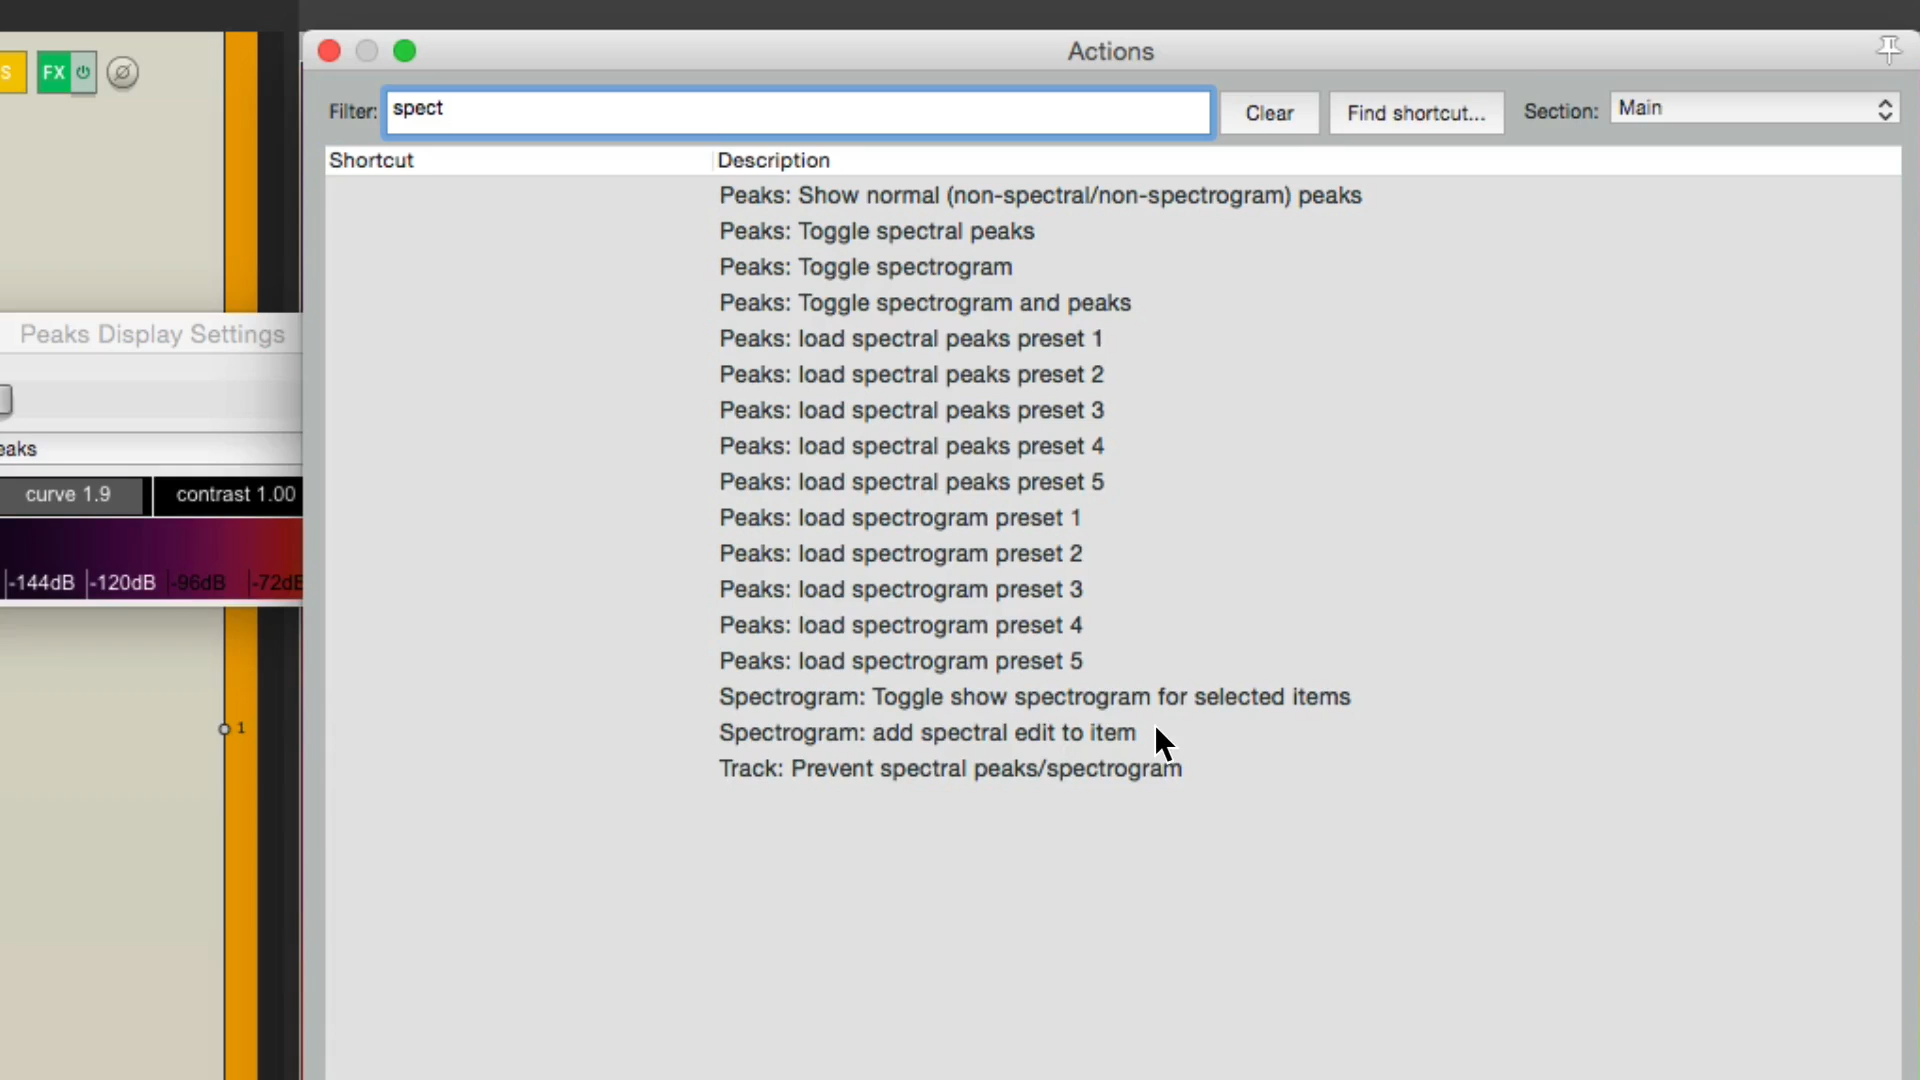 Actions
S FX
Filter: spect Clear Find shortcut... Section: Main
Shortcut Description
Peaks: Show normal (non-spectral/non-spectrogram) peaks
Peaks: Toggle spectral peaks
Peaks: Toggle spectrogram
Peaks: Toggle spectrogram and peaks
Peaks: load spectral peaks preset 1
Peaks: load spectral peaks preset 2
Peaks: load spectral peaks preset 3
Peaks: load spectral peaks preset 4
Peaks: load spectral peaks preset 5
Peaks: load spectrogram preset 1
Peaks: load spectrogram preset 2
Peaks: load spectrogram preset 3
Peaks: load spectrogram preset 4
Peaks: load spectrogram preset 5
Spectrogram: Toggle show spectrogram for selected items
Spectrogram: add spectral edit to item
Track: Prevent spectral peaks/spectrogram
Peaks Display Settings
eaks
curve 1.9 contrast 1.00
-144dB -120dB -96dB -72dB
1